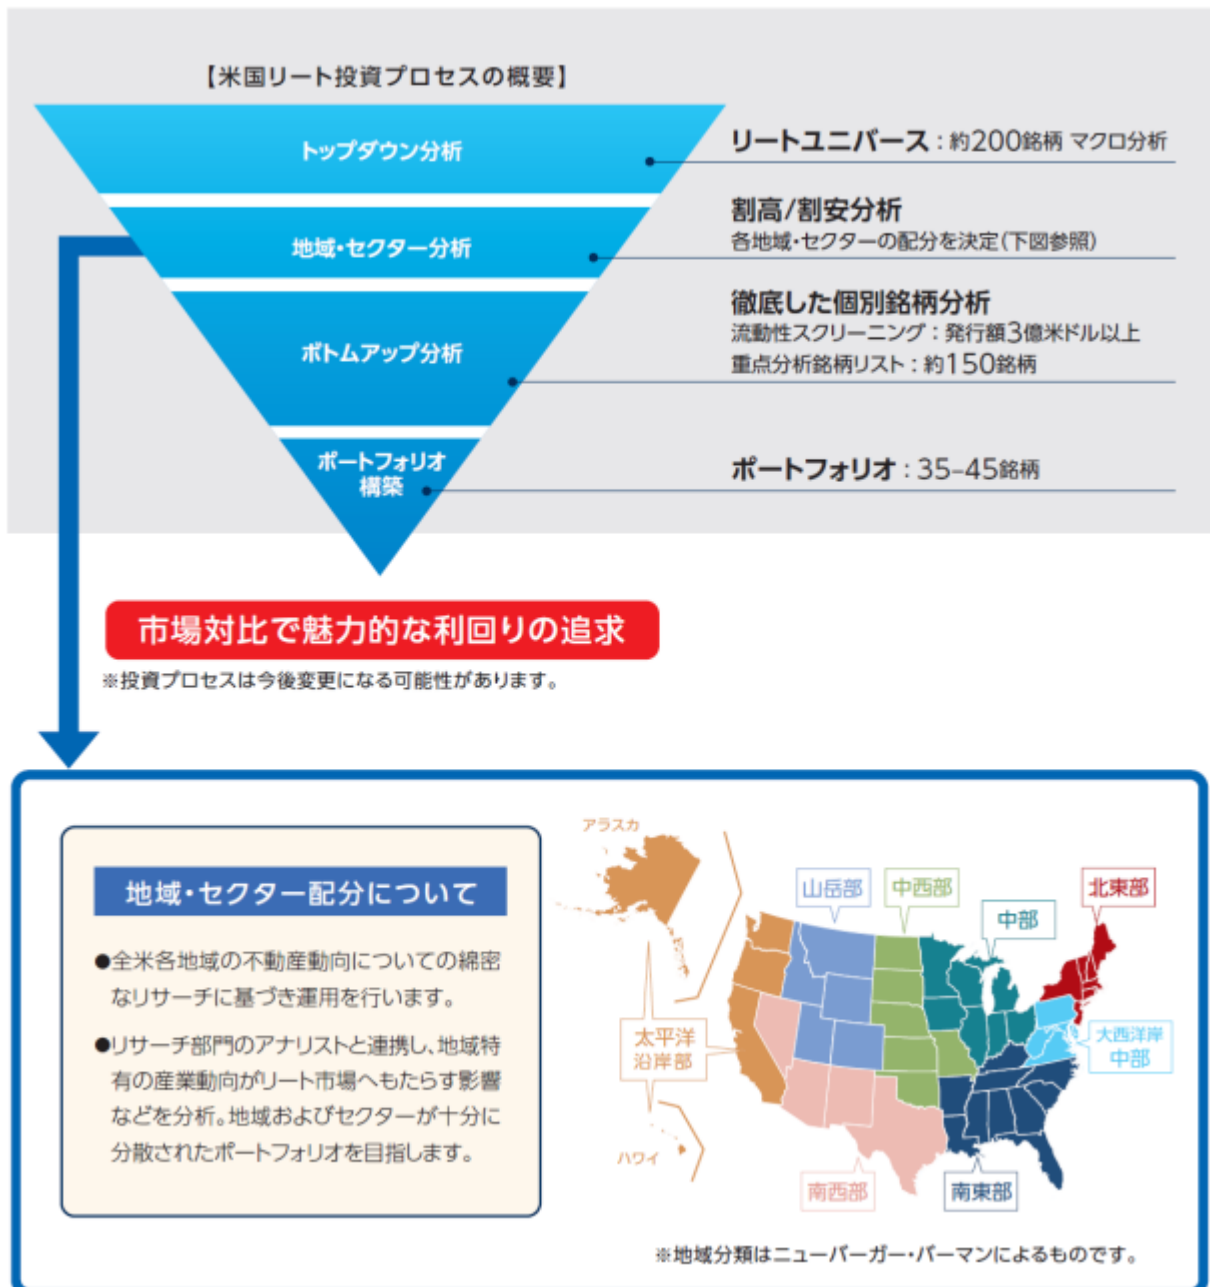 【米国リート投資プロセスの概要】
トップダウン分析
リートユニバース：約200銘柄 マクロ分析
地域・セクター分析
割高/割安分析
各地域・セクターの配分を決定(下図参照)
ボトムアップ分析
徹底した個別銘柄分析
流動性スクリーニング：発行額3億米ドル以上
重点分析銘柄リスト：約150銘柄
ポートフォリオ
構築
ポートフォリオ：35–45銘柄
市場対比で魅力的な利回りの追求
※投資プロセスは今後変更になる可能性があります。
地域・セクター配分について
●全米各地域の不動産動向についての綿密
なリサーチに基づき運用を行います。
●リサーチ部門のアナリストと連携し、地域特
有の産業動向がリート市場へもたらす影響
などを分析。地域およびセクターが十分に
分散されたポートフォリオを目指します。
アラスカ
山岳部
中西部
中部
北東部
太平洋
沿岸部
大西洋岸
中部
ハワイ
南西部
南東部
※地域分類はニューバーガー・バーマンによるものです。